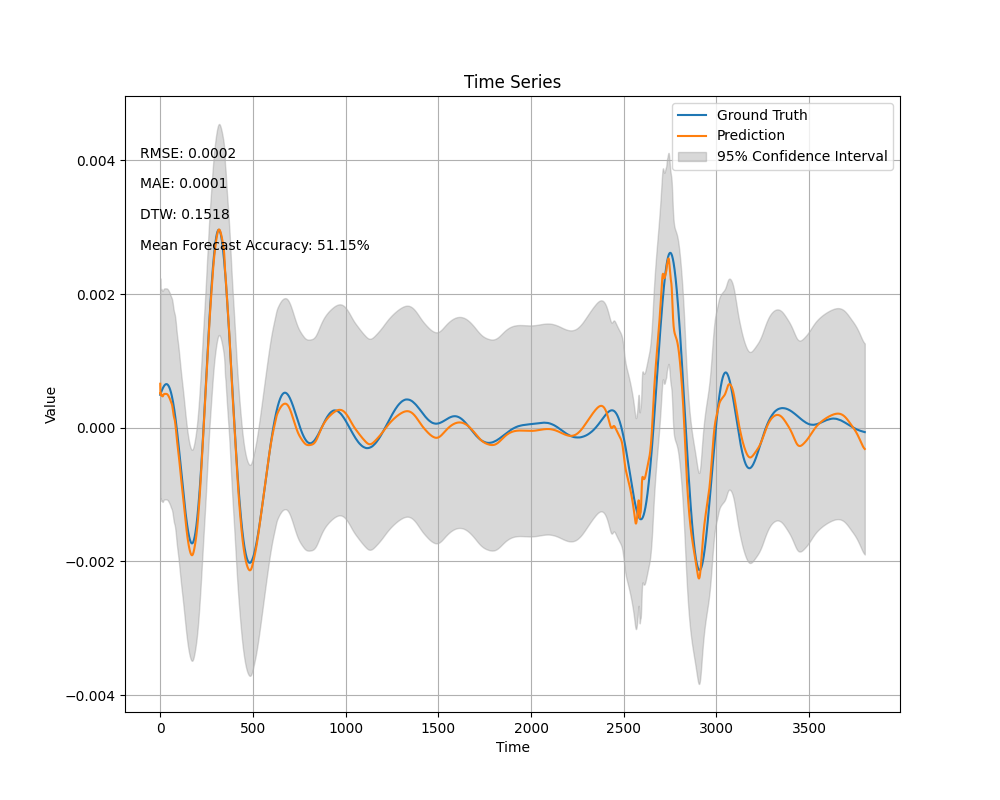 Time Series
Ground Truth
Prediction
95% Confidence Interval
RMSE: 0.0002
MAE: 0.0001
DTW: 0.1518
Mean Forecast Accuracy: 51.15%
0.004
0.002
0.000
−0.002
−0.004
Value
0 500 1000 1500 2000 2500 3000 3500
Time